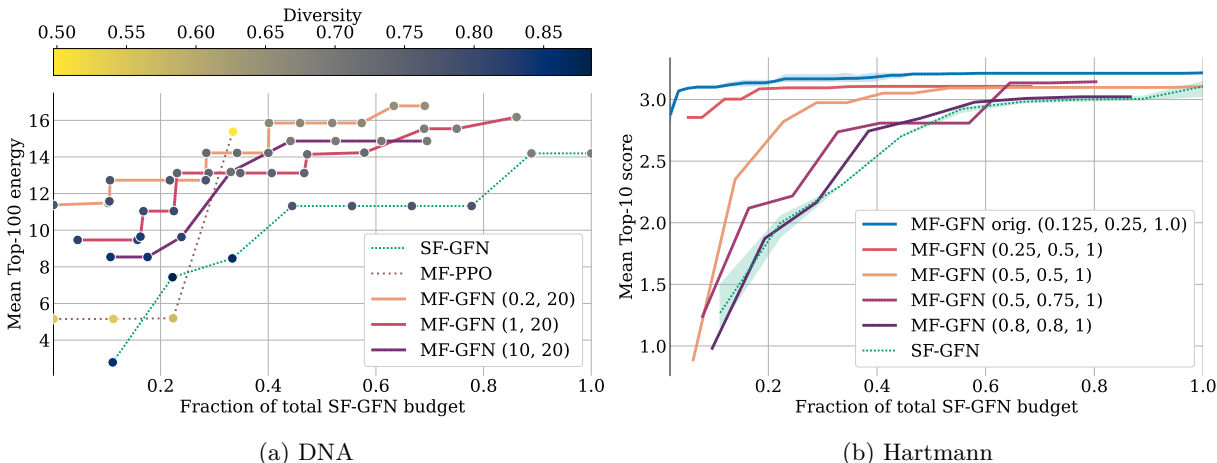 Diversity
0.50 0.55 0.60 0.65 0.70 0.75 0.80 0.85
Mean Top-100 energy
16
14
12
10
8
6
4
0.2 0.4 0.6 0.8 1.0
Fraction of total SF-GFN budget
SF-GFN
MF-PPO
MF-GFN (0.2, 20)
MF-GFN (1, 20)
MF-GFN (10, 20)
(a) DNA
Mean Top-10 score
3.0
2.5
2.0
1.5
1.0
0.2 0.4 0.6 0.8 1.0
Fraction of total SF-GFN budget
MF-GFN orig. (0.125, 0.25, 1.0)
MF-GFN (0.25, 0.5, 1)
MF-GFN (0.5, 0.5, 1)
MF-GFN (0.5, 0.75, 1)
MF-GFN (0.8, 0.8, 1)
SF-GFN
(b) Hartmann